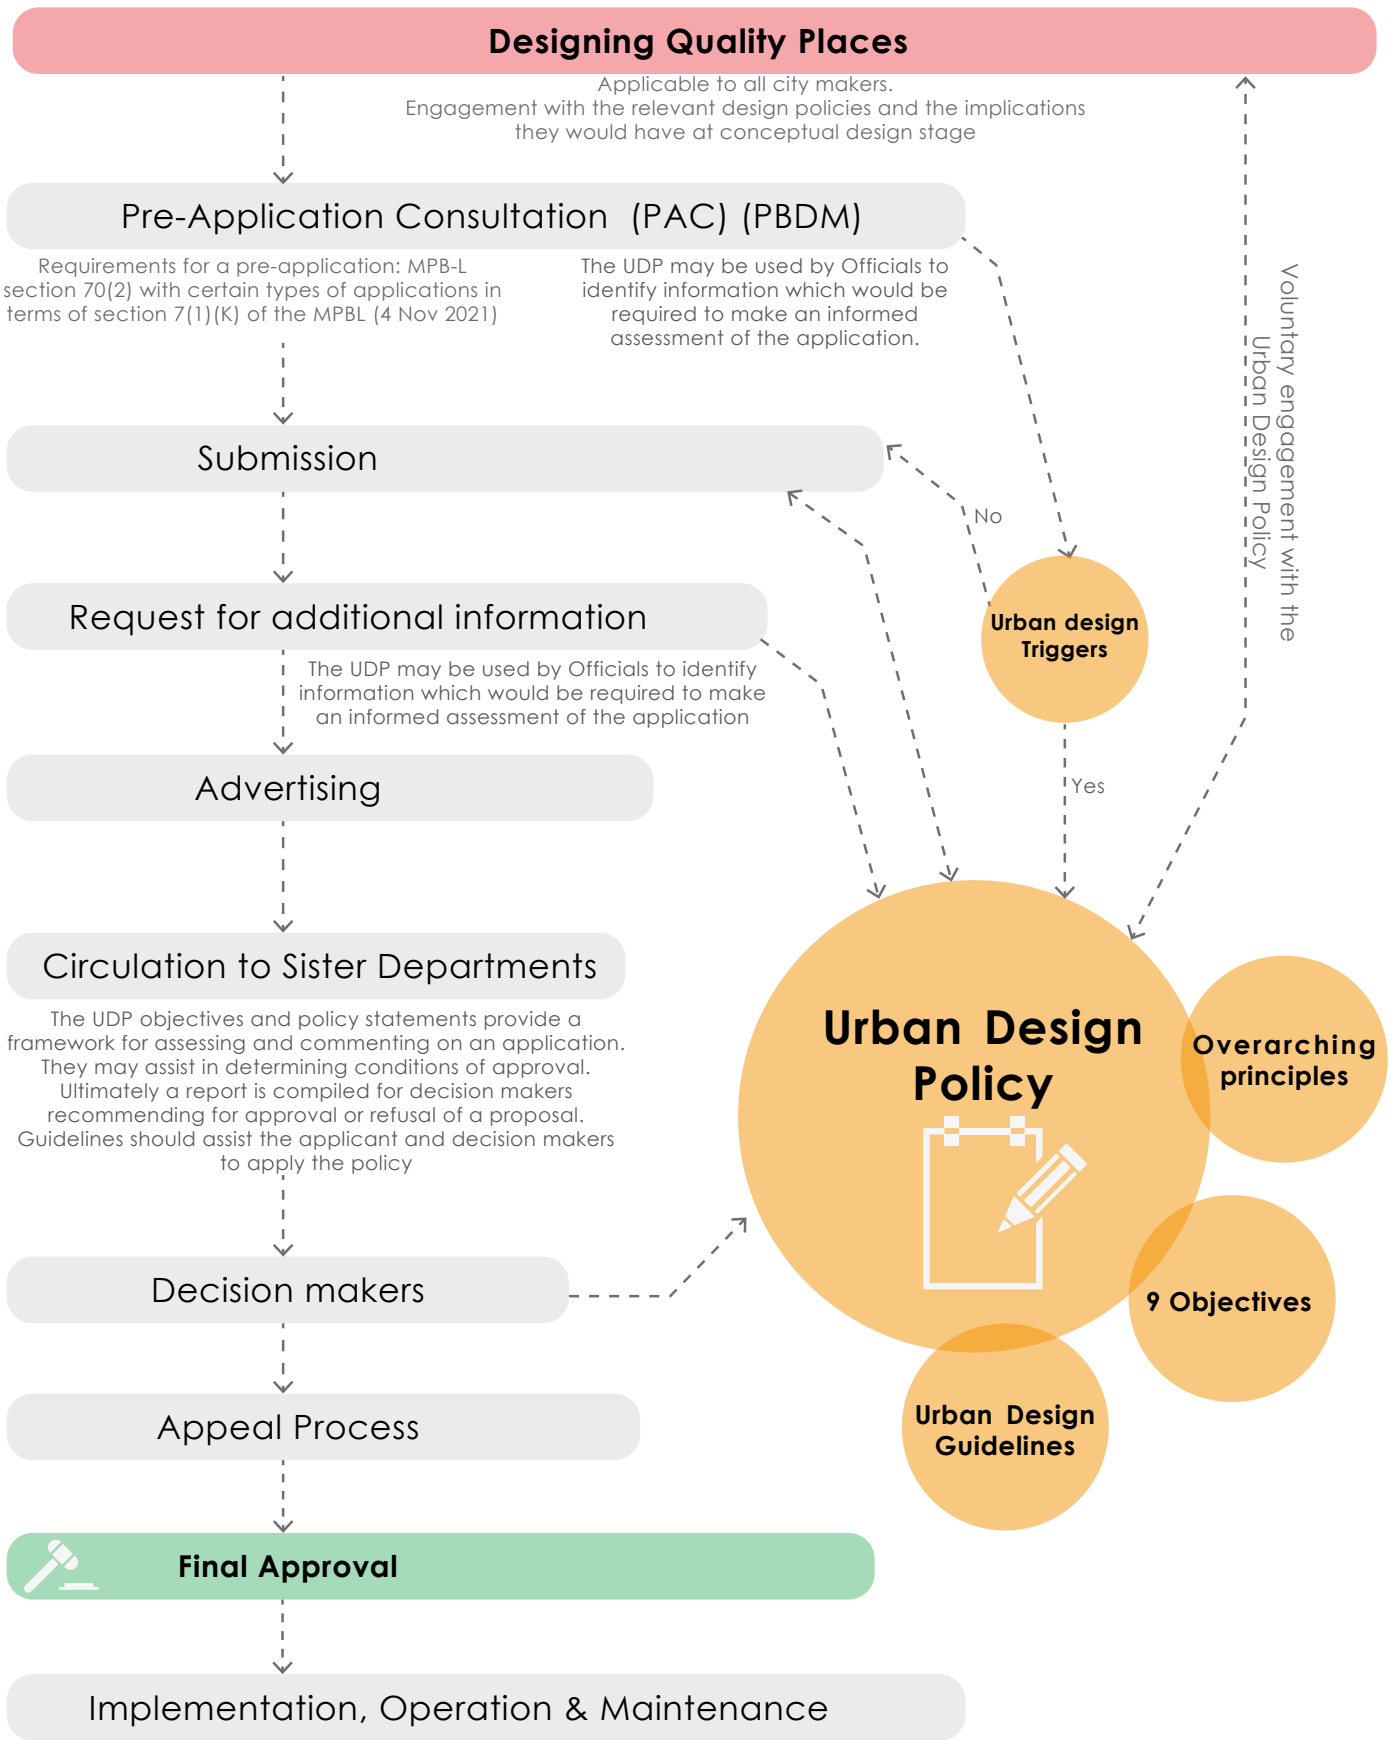 Designing Quality Places
Applicable to all city makers.
Engagement with the relevant design policies and the implications
they would have at conceptual design stage
Pre-Application Consultation (PAC) (PBDM)
Requirements for a pre-application: MPB-L
section 70(2) with certain types of applications in
terms of section 7(1)(K) of the MPBL (4 Nov 2021)
The UDP may be used by Officials to
identify information which would be
required to make an informed
assessment of the application.
Voluntary engagement with the
Urban Design Policy
Submission
No
Urban design
Triggers
Yes
Request for additional information
The UDP may be used by Officials to identify
information which would be required to make
an informed assessment of the application
Advertising
Circulation to Sister Departments
The UDP objectives and policy statements provide a
framework for assessing and commenting on an application.
They may assist in determining conditions of approval.
Ultimately a report is compiled for decision makers
recommending for approval or refusal of a proposal.
Guidelines should assist the applicant and decision makers
to apply the policy
Urban Design
Policy
Overarching
principles
9 Objectives
Urban Design
Guidelines
Decision makers
Appeal Process
Final Approval
Implementation, Operation & Maintenance